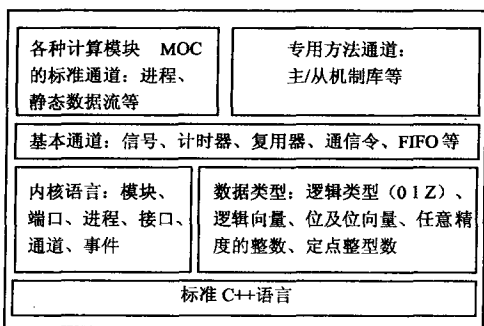 各种计算模块 MOC
的标准通道：进程、
静态数据流等
专用方法通道：
主/从机制库等
基本通道：信号、计时器、复用器、通信令、FIFO 等
内核语言：模块、
端口、进程、接口、
通道、事件
数据类型：逻辑类型（0 1 Z）、
逻辑向量、位及位向量、任意精
度的整数、定点整型数
标准 C++语言